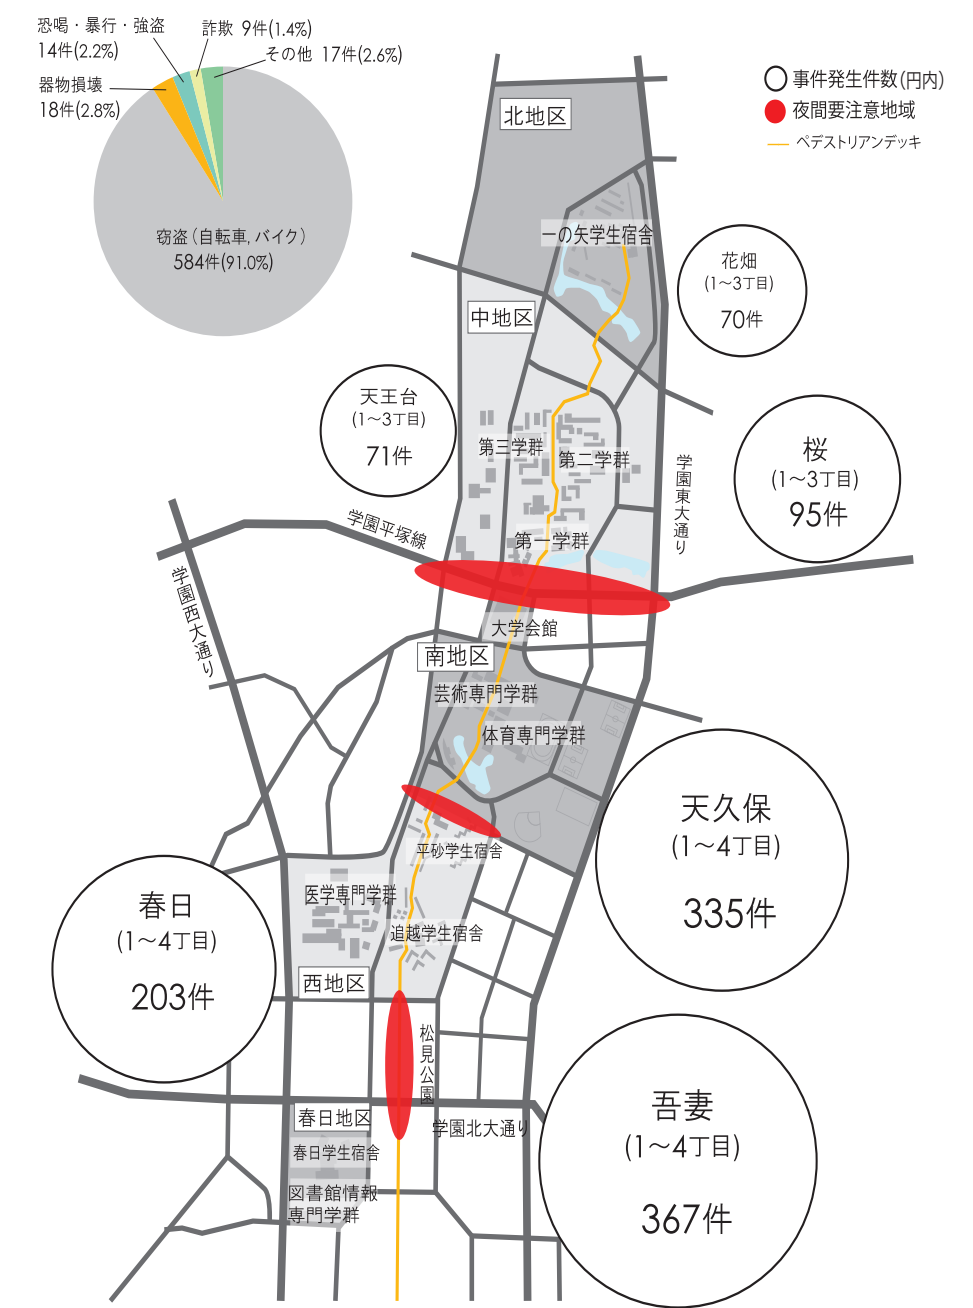 恐喝・暴行・強盗
14件(2.2%)
詐欺 9件(1.4%)
その他 17件(2.6%)
器物損壊
18件(2.8%)
窃盗(自転車,バイク)
584件(91.0%)
事件発生件数(円内)
夜間要注意地域
ペデストリアンデッキ
北地区
一の矢学生宿舎
花畑
(1～3丁目)
70件
中地区
天王台
(1～3丁目)
71件
第三学群
第二学群
学園東大通り
桜
(1～3丁目)
95件
学園平塚線
第一学群
学園西大通り
大学会館
南地区
芸術専門学群
体育専門学群
天久保
(1～4丁目)
335件
平砂学生宿舎
医学専門学群
追越学生宿舎
春日
(1～4丁目)
203件
西地区
松見公園
吾妻
(1～4丁目)
367件
春日地区
学園北大通り
春日学生宿舎
図書館情報
専門学群